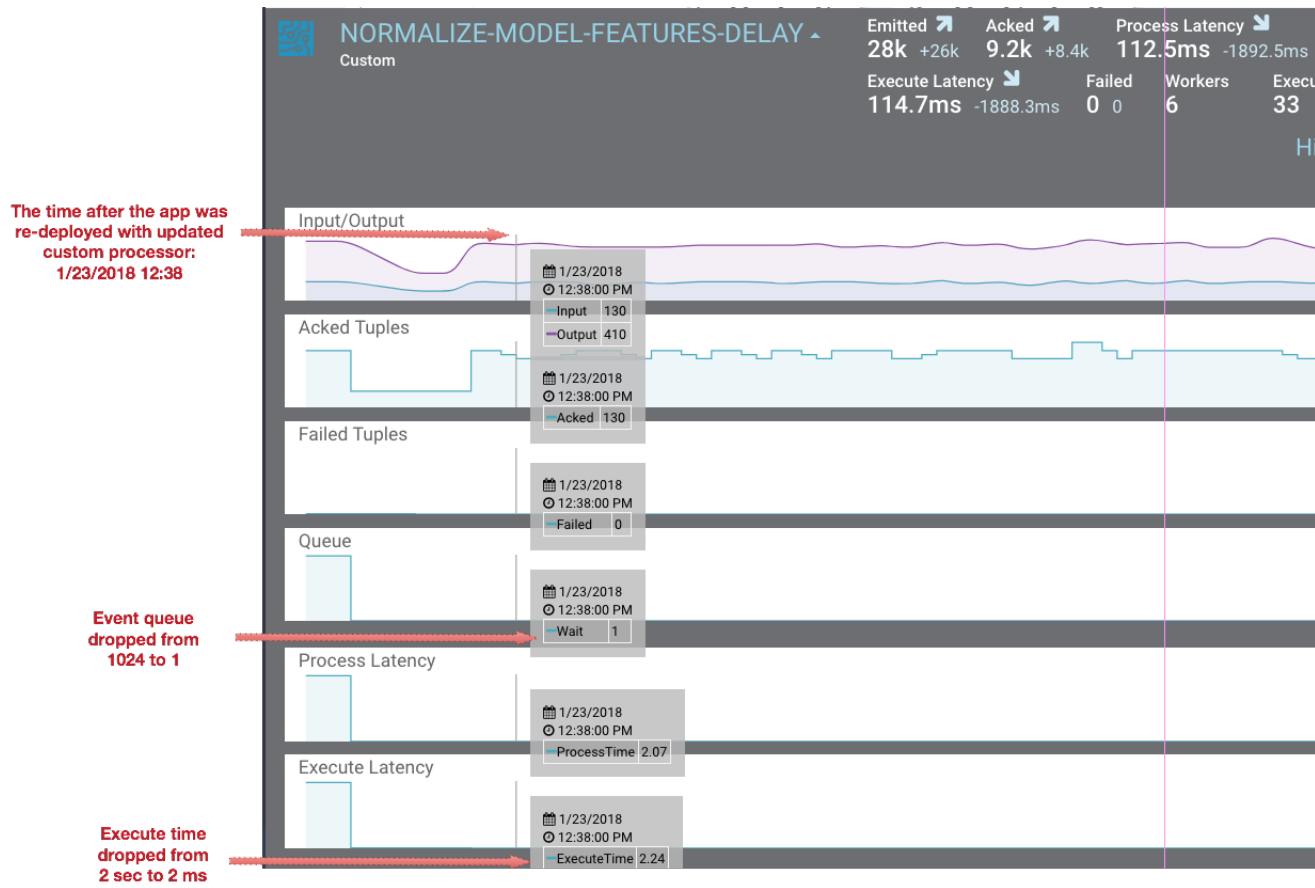 NORMALIZE-MODEL-FEATURES-DELAY
Custom
Emitted Acked Process Latency
28k +26k 9.2k +8.4k 112.5ms -1892.5ms
Execute Latency Failed Workers
114.7ms -1888.3ms 0 0 6 33
The time after the app was
re-deployed with updated
custom processor:
1/23/2018 12:38
Input/Output
1/23/2018
12:38:00 PM
Input 130
Output 410
Acked Tuples
1/23/2018
12:38:00 PM
Acked 130
Failed Tuples
1/23/2018
12:38:00 PM
Failed 0
Queue
1/23/2018
12:38:00 PM
Wait 1
Event queue
dropped from
1024 to 1
Process Latency
1/23/2018
12:38:00 PM
ProcessTime 2.07
Execute Latency
1/23/2018
12:38:00 PM
ExecuteTime 2.24
Execute time
dropped from
2 sec to 2 ms